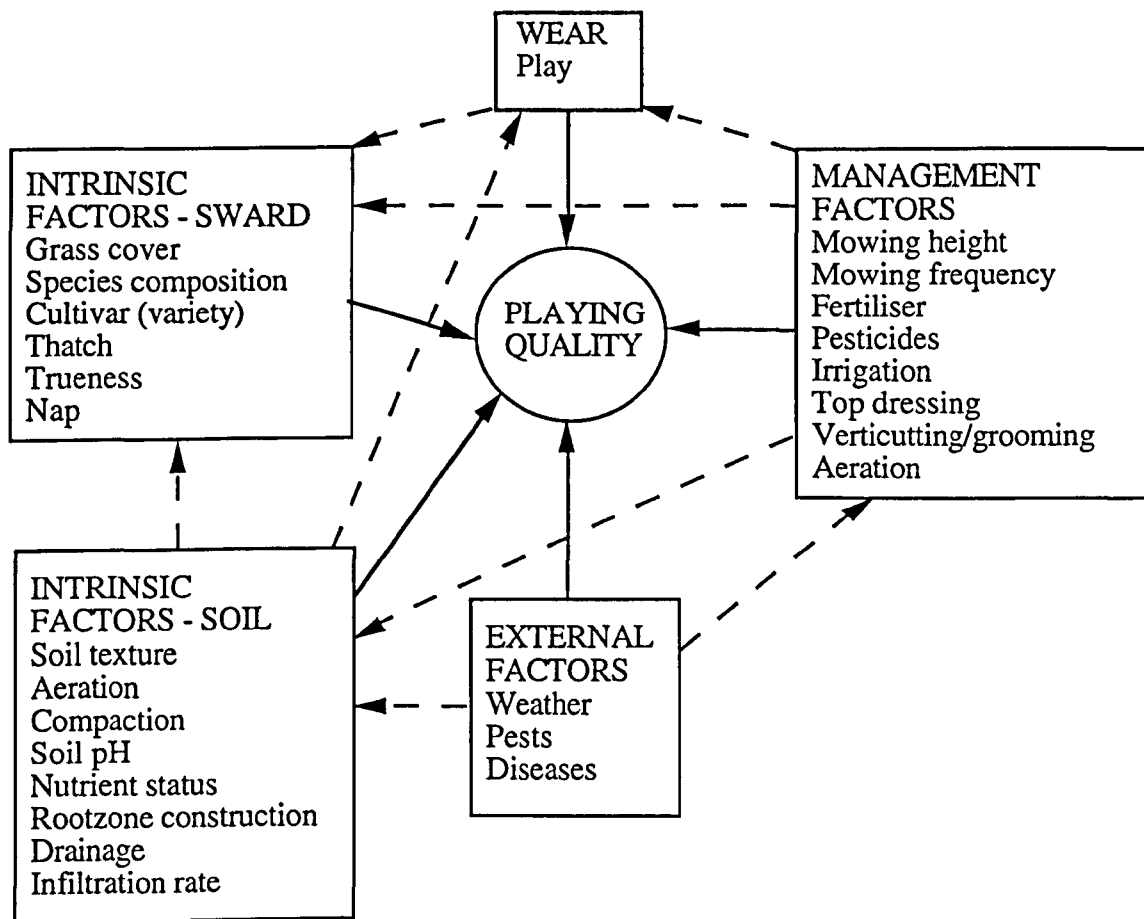 WEAR
Play
INTRINSIC
FACTORS - SWARD
Grass cover
Species composition
Cultivar (variety)
Thatch
Trueness
Nap
MANAGEMENT
FACTORS
Mowing height
Mowing frequency
Fertiliser
Pesticides
Irrigation
Top dressing
Verticutting/grooming
Aeration
PLAYING
QUALITY
INTRINSIC
FACTORS - SOIL
Soil texture
Aeration
Compaction
Soil pH
Nutrient status
Rootzone construction
Drainage
Infiltration rate
EXTERNAL
FACTORS
Weather
Pests
Diseases